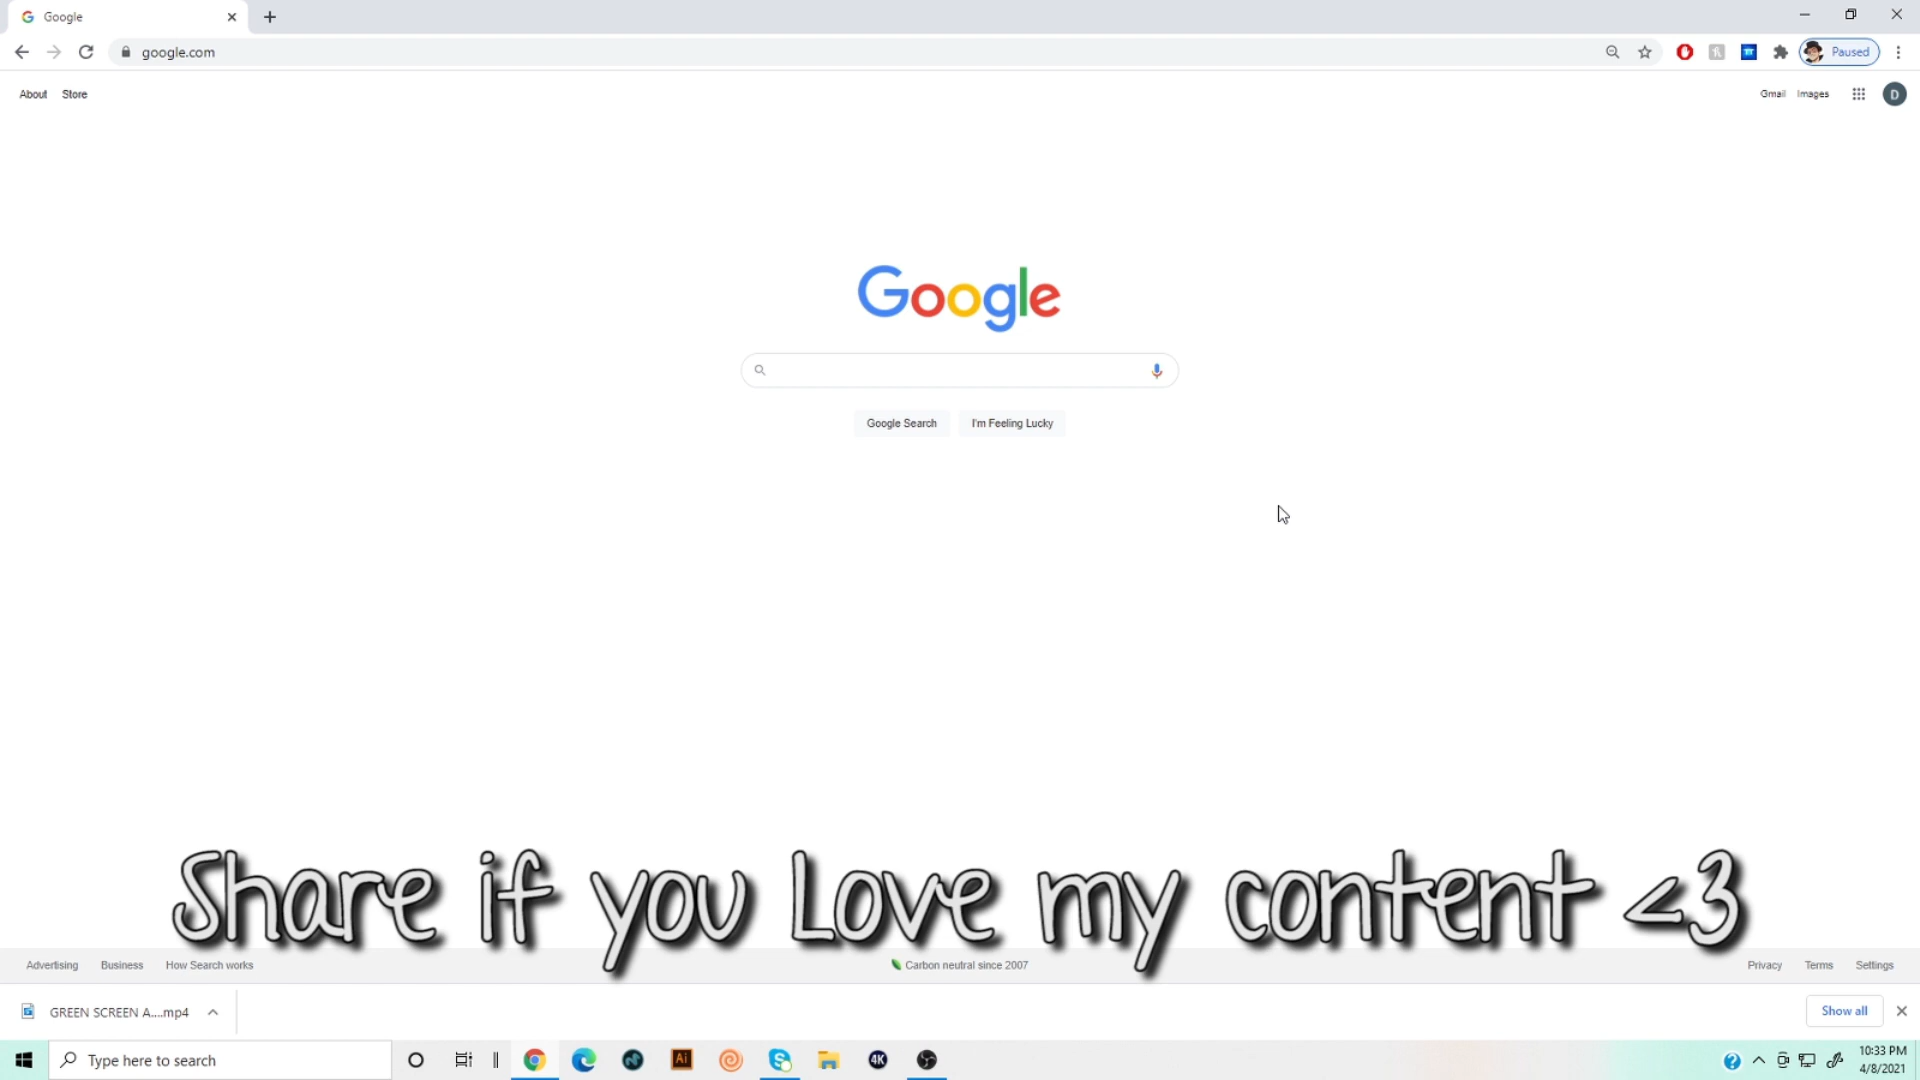 Google
google.com
Paused
About Store
Gmail Images
D
Google
Google Search I'm Feeling Lucky
Share if you Love my content <3
Advertising Business How Search works
Carbon neutral since 2007
Privacy Terms Settings
GREEN SCREEN A....mp4
Show all
Type here to search
Ai
4K
10:33 PM
4/8/2021